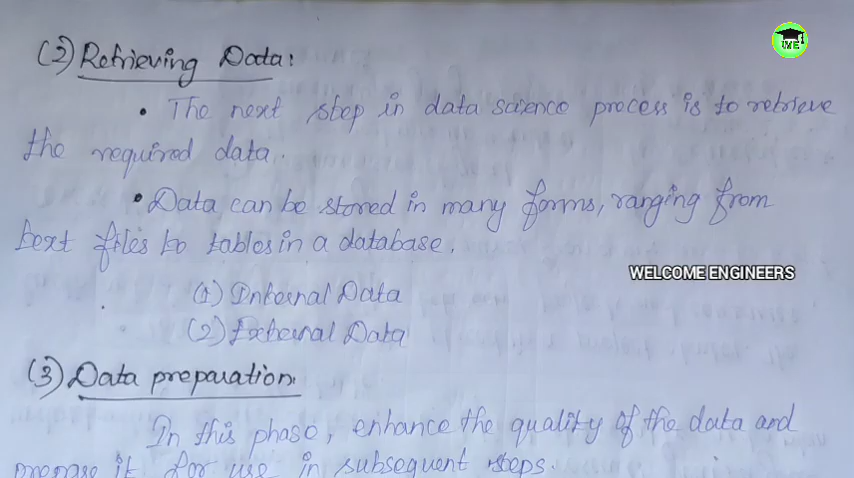 IME
(2) Retrieving Data:
• The next step in data science process is to retrieve
the required data.
• Data can be stored in many forms, ranging from
text files to tables in a database.
WELCOME ENGINEERS
(1) Internal Data
(2) External Data
(3) Data preparation:
In this phase, enhance the quality of the data and
prepare it for use in subsequent steps.